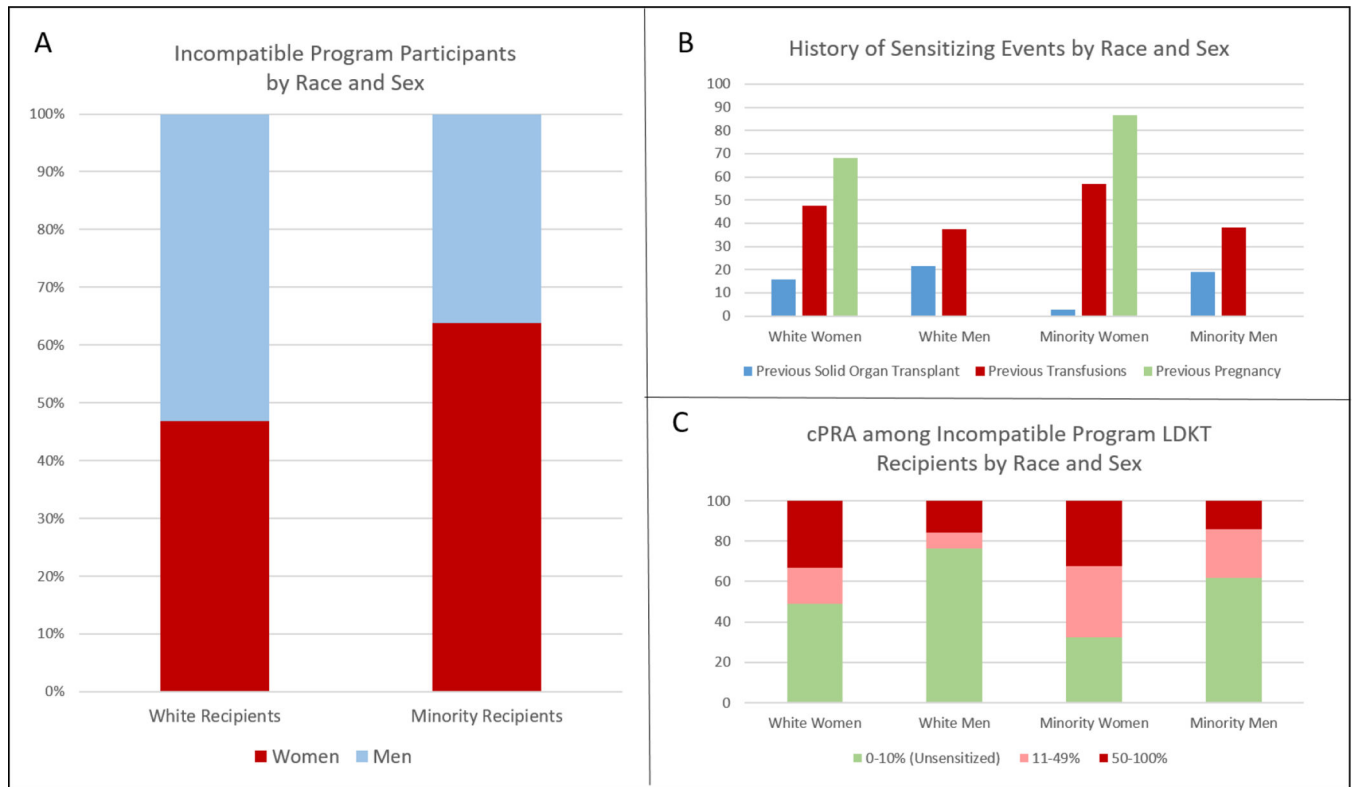 A
Incompatible Program Participants
by Race and Sex
100%
90%
80%
70%
60%
50%
40%
30%
20%
10%
0%
White Recipients Minority Recipients
Women Men
B
History of Sensitizing Events by Race and Sex
100
90
80
70
60
50
40
30
20
10
0
White Women White Men Minority Women Minority Men
Previous Solid Organ Transplant Previous Transfusions Previous Pregnancy
C
cPRA among Incompatible Program LDKT
Recipients by Race and Sex
100
80
60
40
20
0
White Women White Men Minority Women Minority Men
0-10% (Unsensitized) 11-49% 50-100%